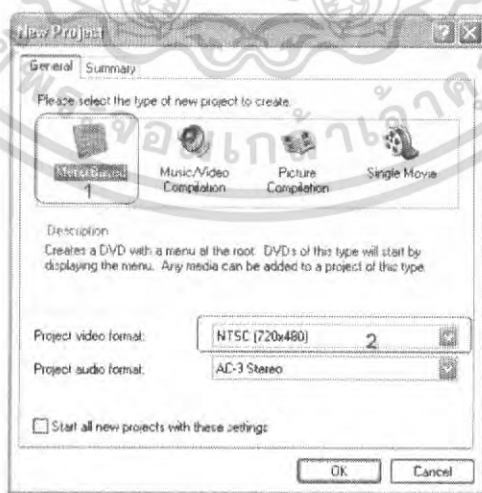 New Project
General Summary
Please select the type of new project to create.
Menu Based
Music/Video Compilation
Picture Compilation
Single Movie
1
Description
Creates a DVD with a menu at the root. DVDs of this type will start by
displaying the menu. Any media can be added to a project of this type.
Project video format: NTSC (720x480) 2
Project audio format: AC-3 Stereo
Start all new projects with these settings
OK Cancel